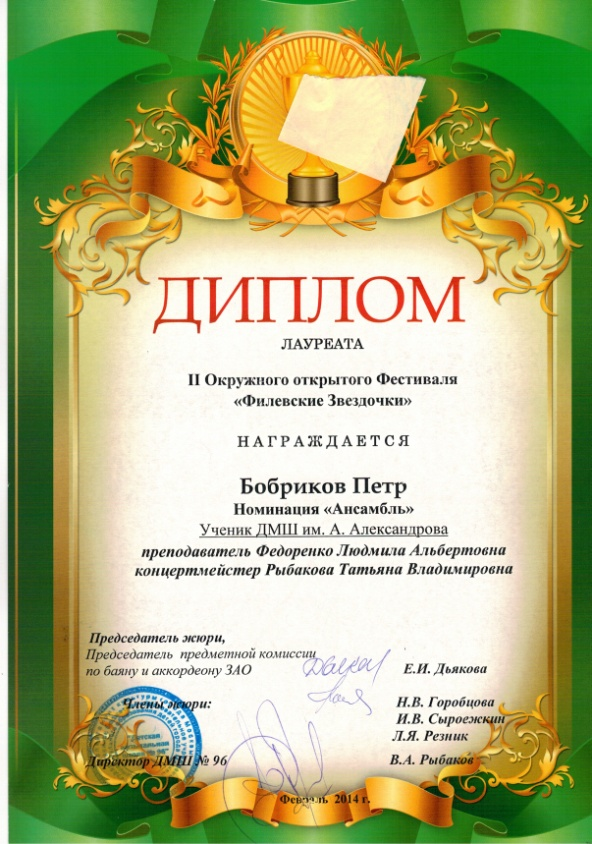 ДИПЛОМ
ЛАУРЕАТА
II Окружного открытого Фестиваля
«Филевские Звездочки»
НАГРАЖДАЕТСЯ
Бобриков Петр
Номинация «Ансамбль»
Ученик ДМШ им. А. Александрова
преподаватель Федоренко Людмила Альбертовна
концертмейстер Рыбакова Татьяна Владимировна
Председатель жюри,
Председатель предметной комиссии
по баяну и аккордеону ЗАО Е.И. Дьякова
Члены жюри: Н.В. Горобцова
И.В. Сыроежкин
Л.Я. Резник
Директор ДМШ № 96 В.А. Рыбаков
Февраль 2014 г.